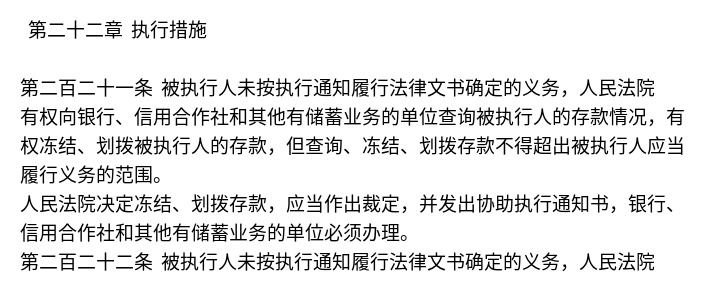 第二十二章 执行措施
第二百二十一条 被执行人未按执行通知履行法律文书确定的义务，人民法院
有权向银行、信用合作社和其他有储蓄业务的单位查询被执行人的存款情况，有
权冻结、划拨被执行人的存款，但查询、冻结、划拨存款不得超出被执行人应当
履行义务的范围。
人民法院决定冻结、划拨存款，应当作出裁定，并发出协助执行通知书，银行、
信用合作社和其他有储蓄业务的单位必须办理。
第二百二十二条 被执行人未按执行通知履行法律文书确定的义务，人民法院